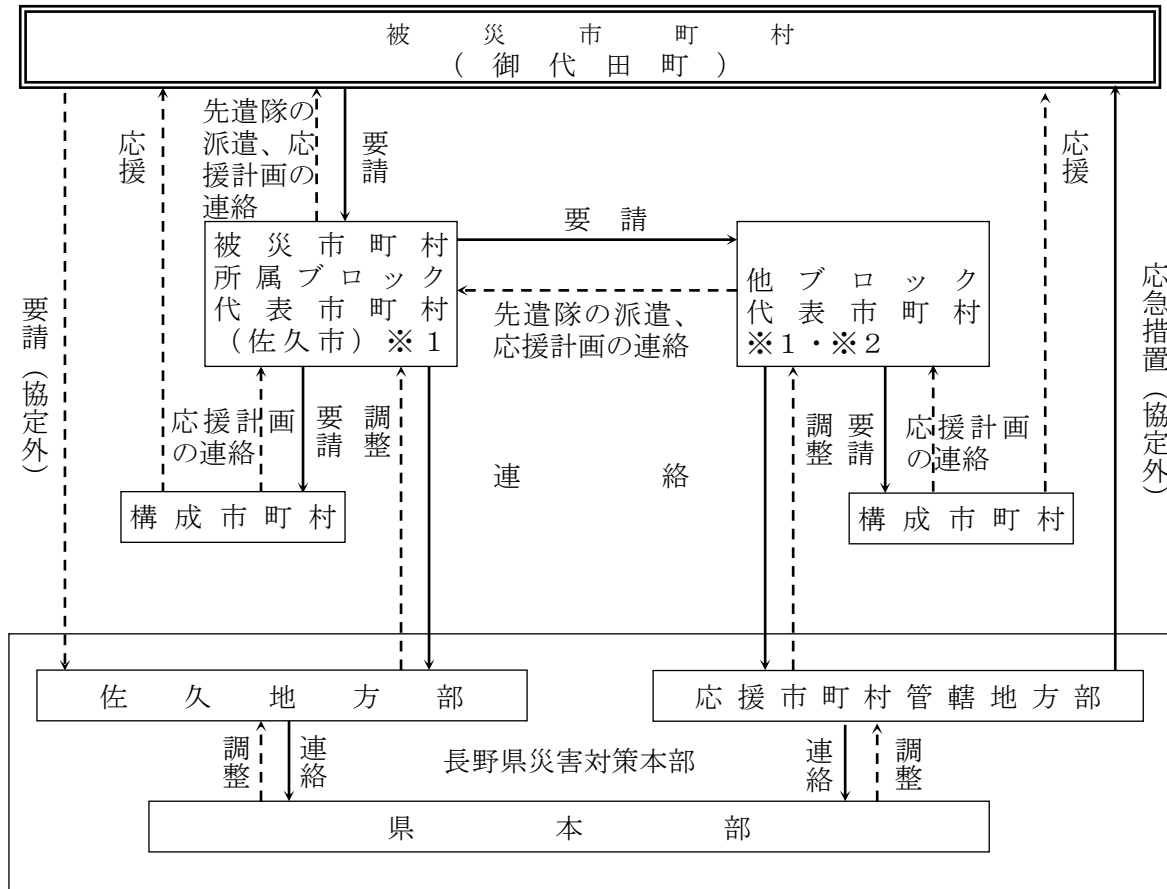 被災市町村
(御代田町)
先遣隊の
派遣、応
援計画の
連絡
応援
要請
応援
要請(協定外)
応急措置(協定外)
被災市町村
所属ブロック
代表市町村
(佐久市)※1
要請
先遣隊の派遣、
応援計画の連絡
他ブロック
代表市町村
※1・※2
応援計画
の連絡
要請
調整
連絡
調整
要請
応援計画
の連絡
構成市町村
構成市町村
佐久地方部
応援市町村管轄地方部
調整
連絡
長野県災害対策本部
連絡
調整
県本部